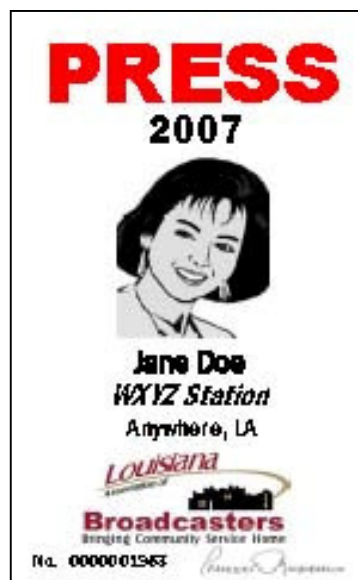 PRESS
2007
Jane Doe
WXYZ Station
Anywhere, LA
Louisiana
Association of
Broadcasters
Bringing Community Service Home
No. 0000001963